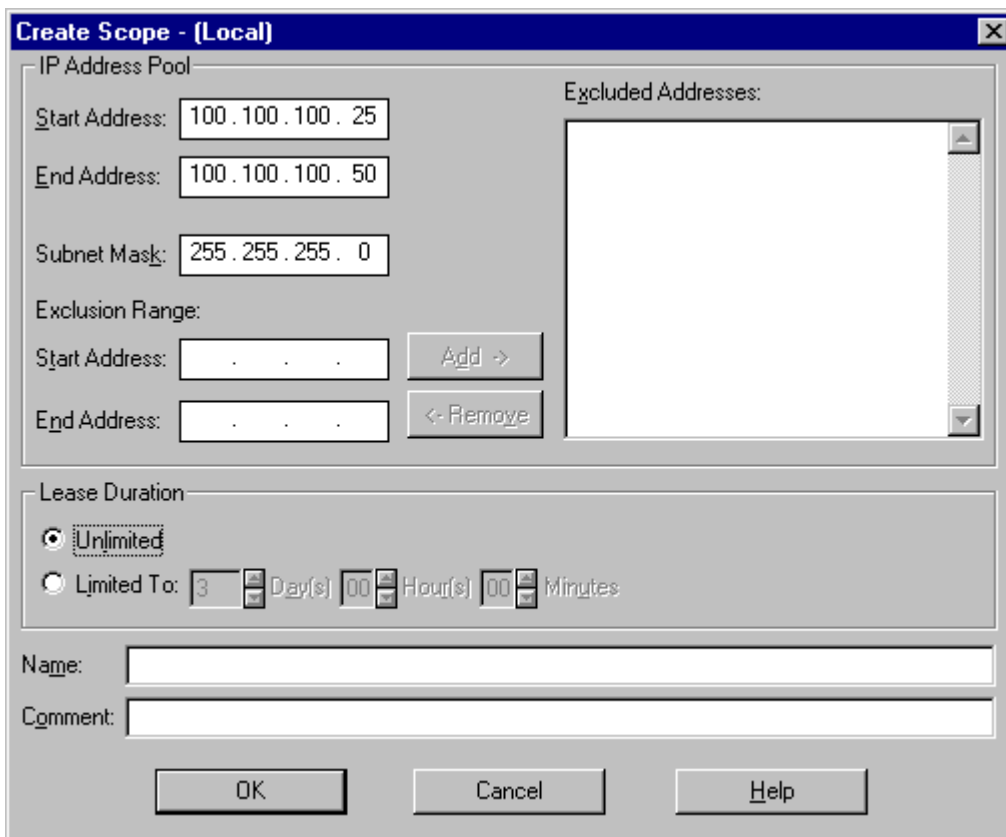 Create Scope - (Local)
IP Address Pool
Start Address: 100 . 100 . 100 . 25
End Address: 100 . 100 . 100 . 50
Subnet Mask: 255 . 255 . 255 . 0
Exclusion Range:
Start Address: . . .
End Address: . . .
Add ->
<- Remove
Excluded Addresses:
Lease Duration
Unlimited
Limited To: 3 Day(s) 00 Hour(s) 00 Minutes
Name:
Comment:
OK Cancel Help